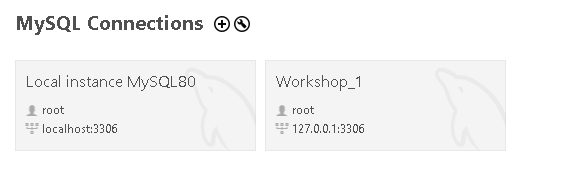 MySQL Connections
Local instance MySQL80
root
localhost:3306
Workshop_1
root
127.0.0.1:3306